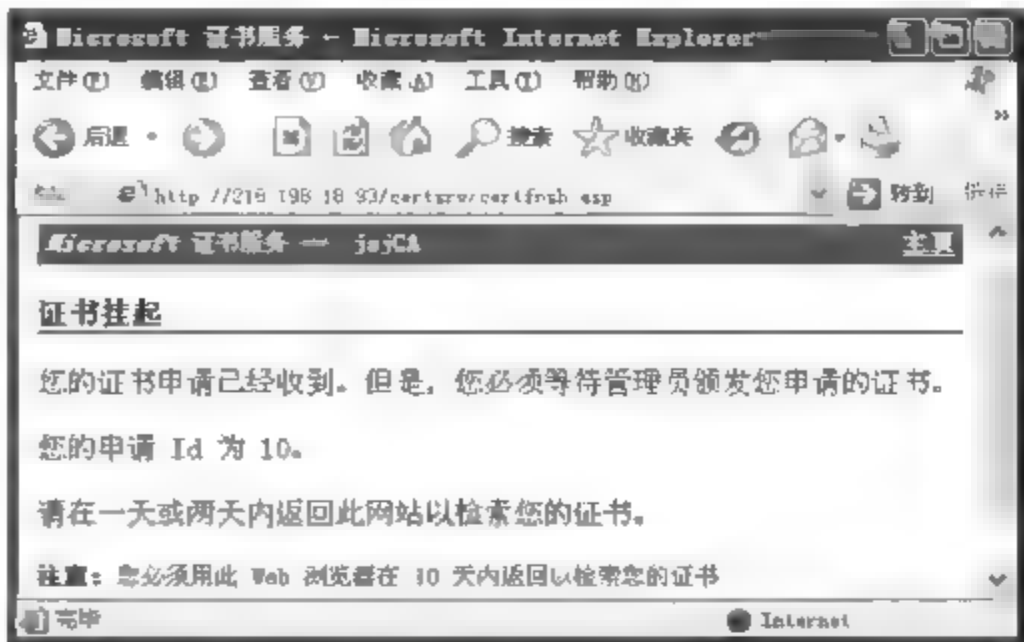 Microsoft 证书服务 - Microsoft Internet Explorer
文件(F) 编辑(E) 查看(V) 收藏(A) 工具(T) 帮助(H)
后退 搜索 收藏夹
http://216.198.18.93/certsrv/certfnsh.asp 转到 链接
Microsoft 证书服务 — jsjCA 主页
证书挂起
您的证书申请已经收到。但是，您必须等待管理员颁发您申请的证书。
您的申请 Id 为 10。
请在一天或两天内返回此网站以检索您的证书。
注意：您必须用此 Web 浏览器在 10 天内返回以检索您的证书
完毕 Internet